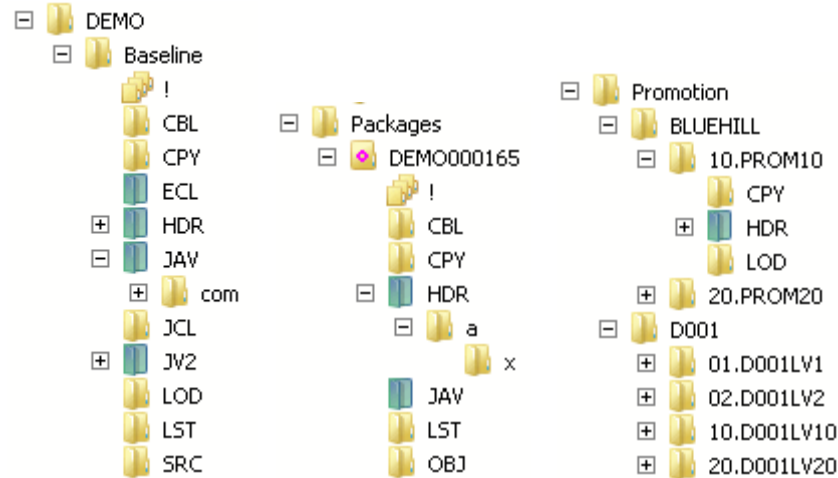 DEMO
Baseline
!
CBL
CPY
ECL
HDR
JAV
com
JCL
JV2
LOD
LST
SRC
Packages
DEMO000165
!
CBL
CPY
HDR
a
x
JAV
LST
OBJ
Promotion
BLUEHILL
10.PROM10
CPY
HDR
LOD
20.PROM20
D001
01.D001LV1
02.D001LV2
10.D001LV10
20.D001LV20